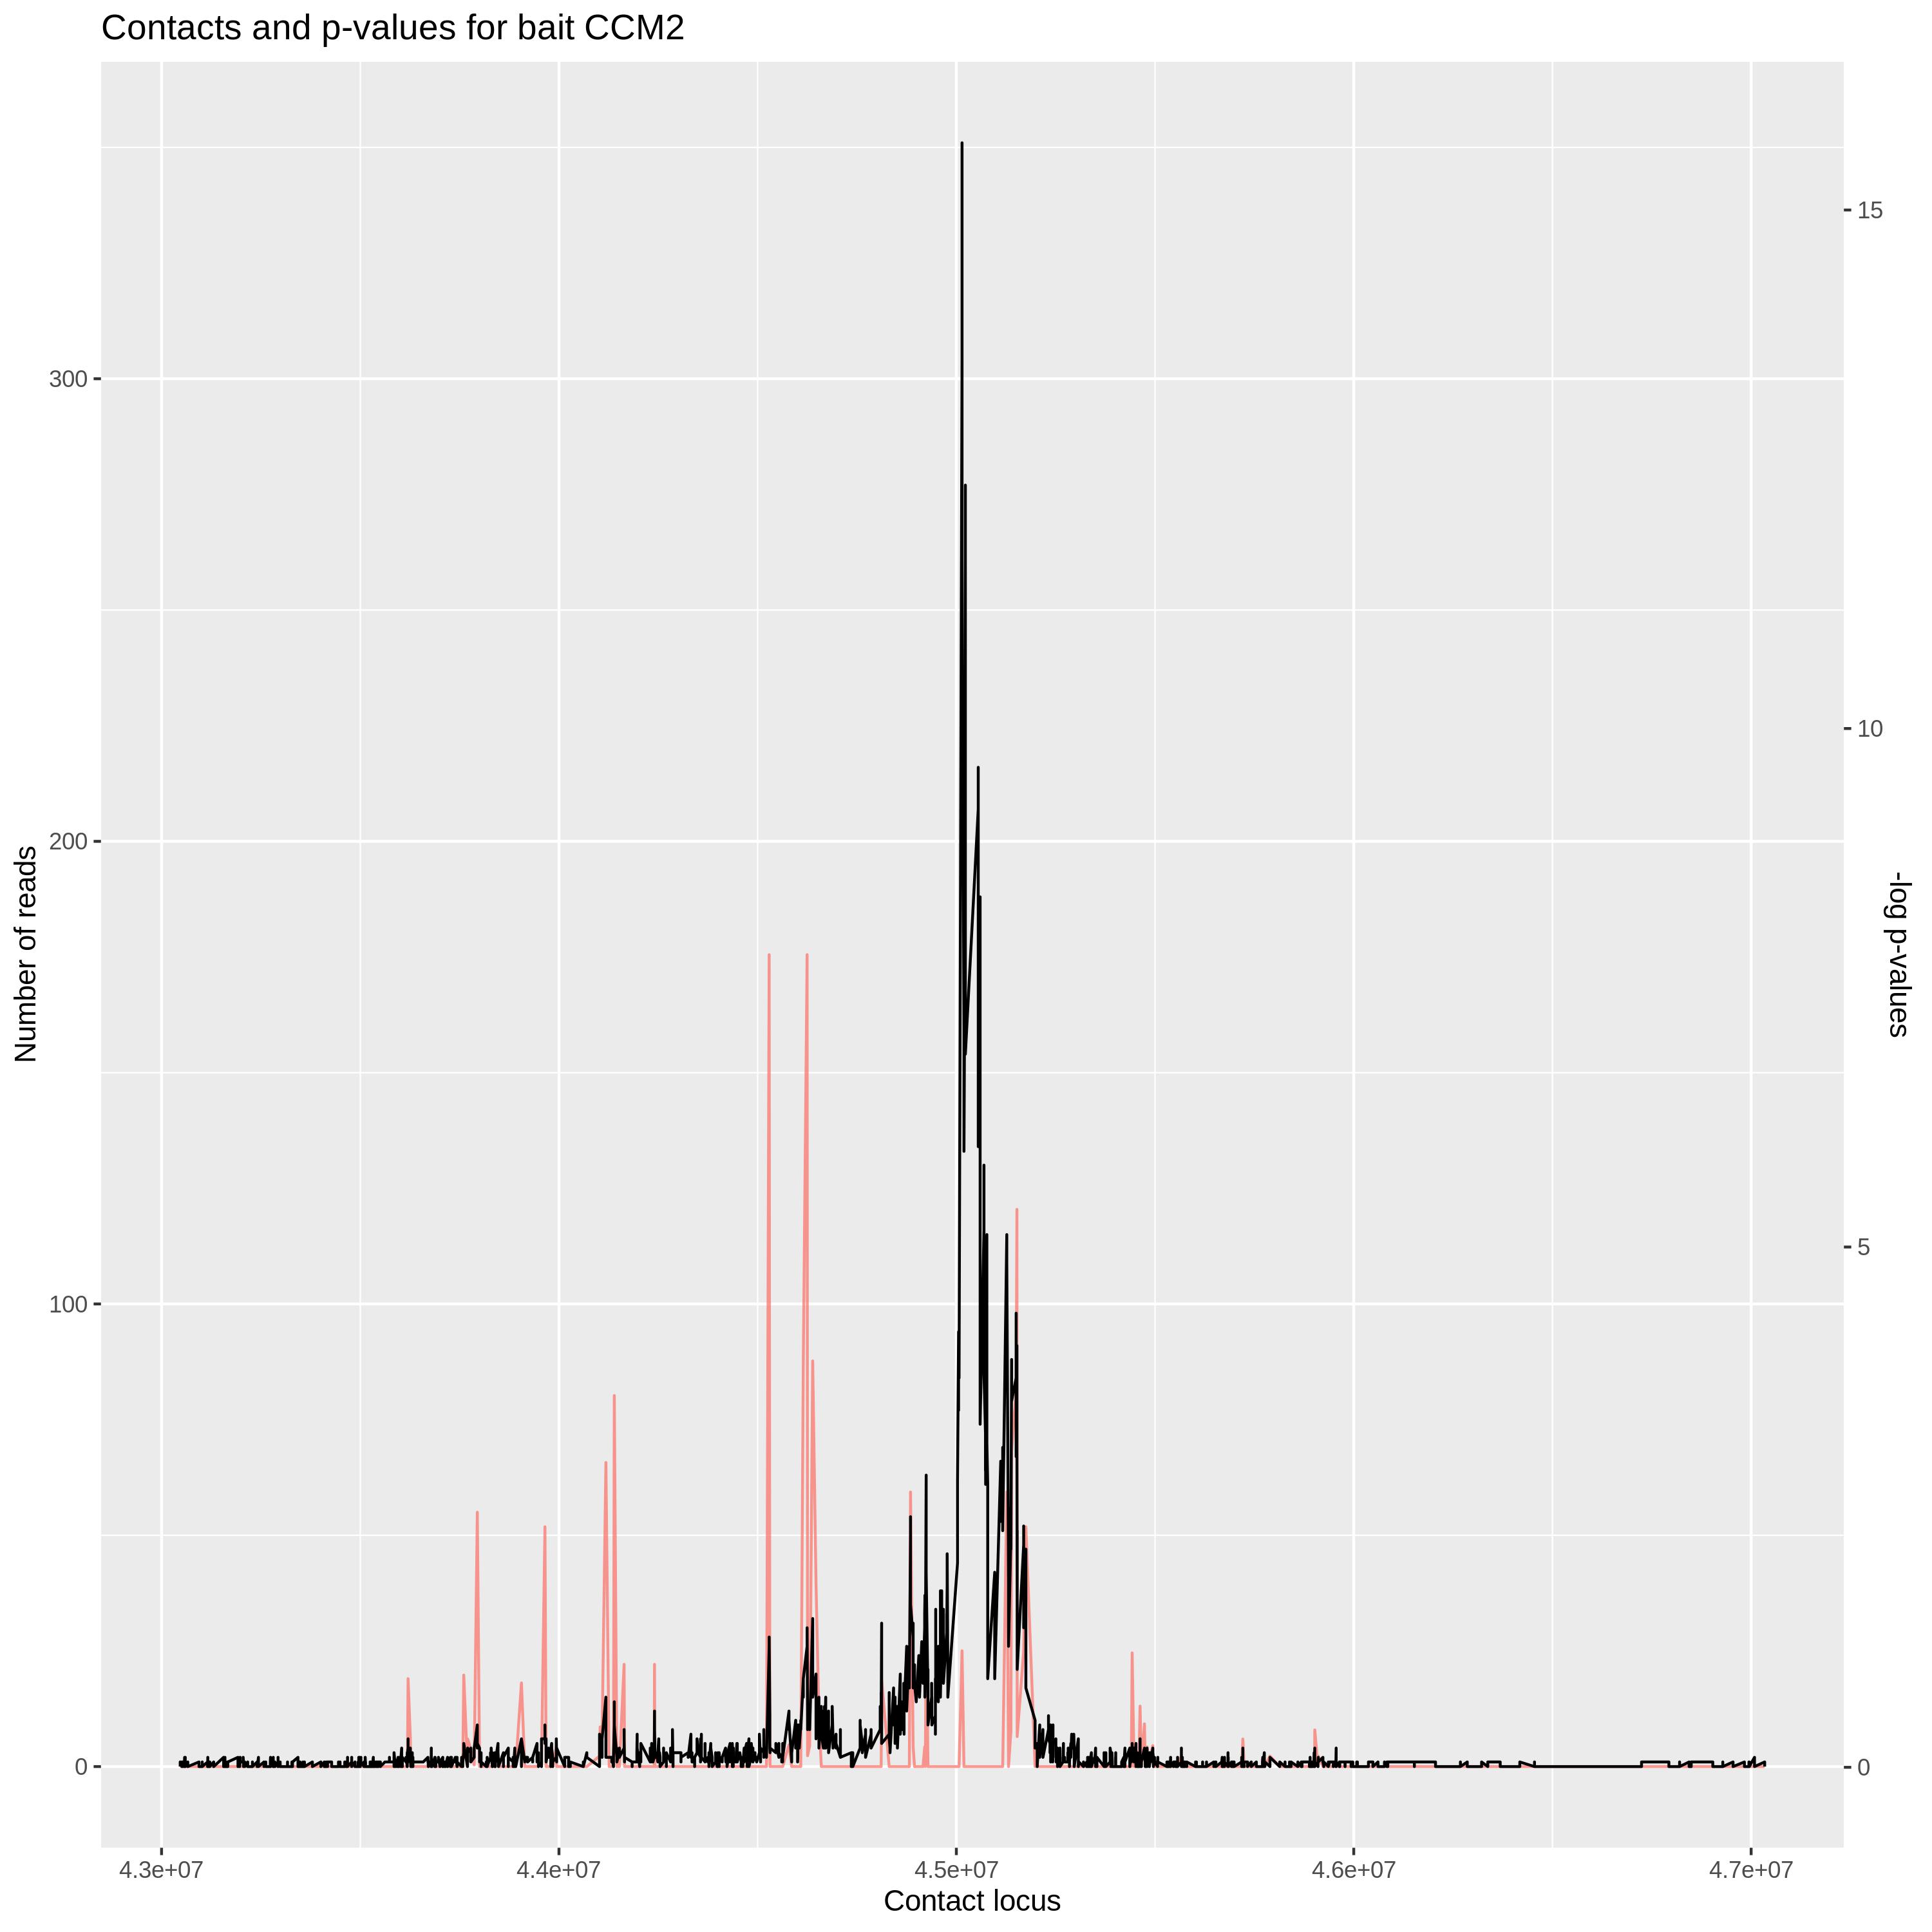 Contacts and p-values for bait CCM2
Number of reads
300
200
100
0
15
10
5
0
-log p-values
4.3e+07 4.4e+07 4.5e+07 4.6e+07 4.7e+07
Contact locus